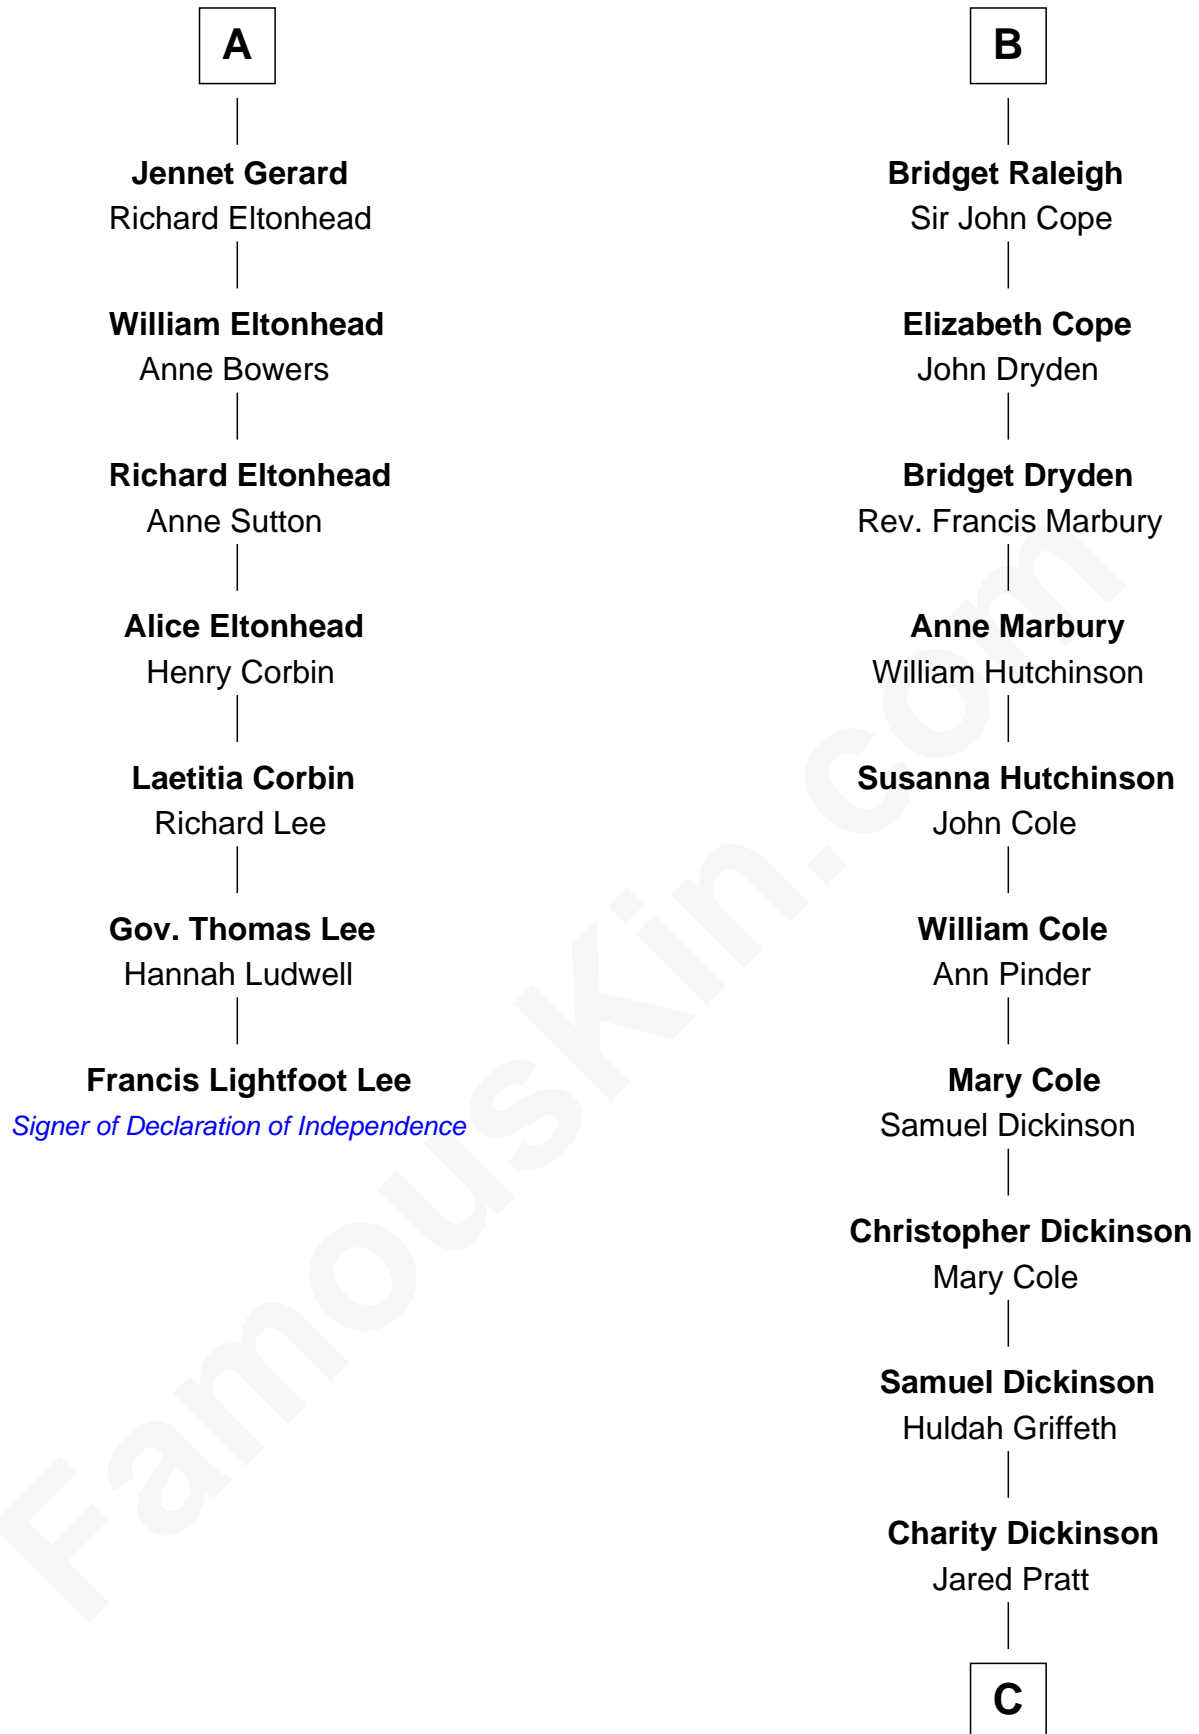 A
Jennet Gerard
Richard Eltonhead
William Eltonhead
Anne Bowers
Richard Eltonhead
Anne Sutton
Alice Eltonhead
Henry Corbin
Laetitia Corbin
Richard Lee
Gov. Thomas Lee
Hannah Ludwell
Francis Lightfoot Lee
Signer of Declaration of Independence
B
Bridget Raleigh
Sir John Cope
Elizabeth Cope
John Dryden
Bridget Dryden
Rev. Francis Marbury
Anne Marbury
William Hutchinson
Susanna Hutchinson
John Cole
William Cole
Ann Pinder
Mary Cole
Samuel Dickinson
Christopher Dickinson
Mary Cole
Samuel Dickinson
Huldah Griffeth
Charity Dickinson
Jared Pratt
C
FamousKin.com